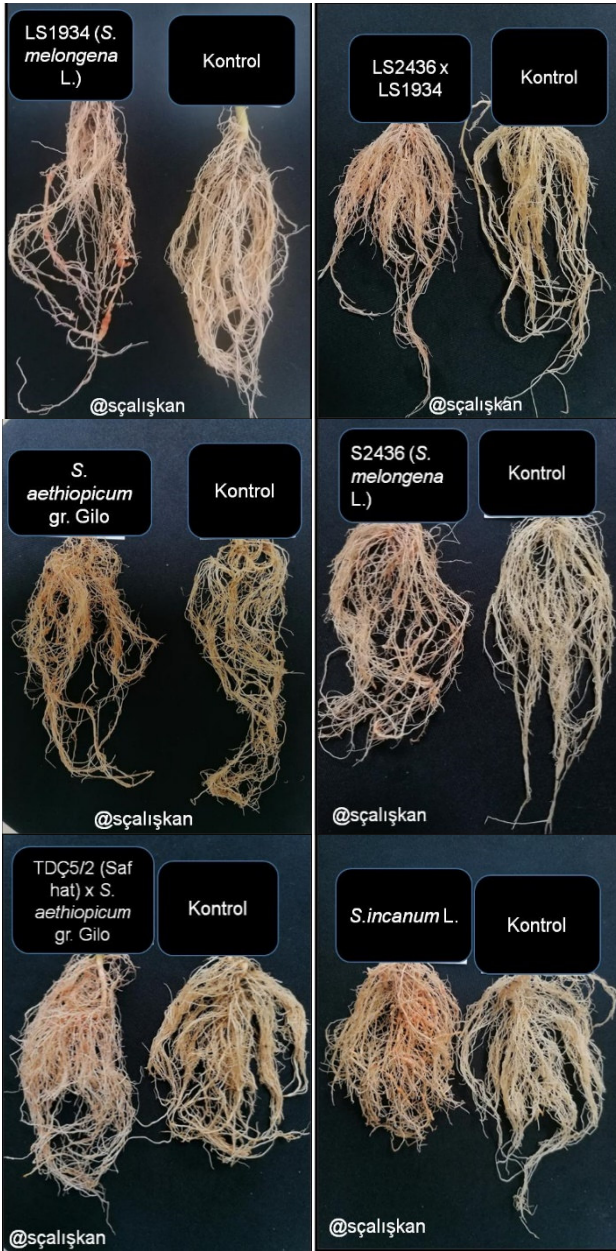 LS1934 (S.
melongena
L.)
Kontrol
@sçalışkan
LS2436 x
LS1934
Kontrol
@sçalışkan
S.
aethiopicum
gr. Gilo
Kontrol
@sçalışkan
S2436 (S.
melongena
L.)
Kontrol
@sçalışkan
TDÇ5/2 (Saf
hat) x S.
aethiopicum
gr. Gilo
Kontrol
@sçalışkan
S.incanum L.
Kontrol
@sçalışkan